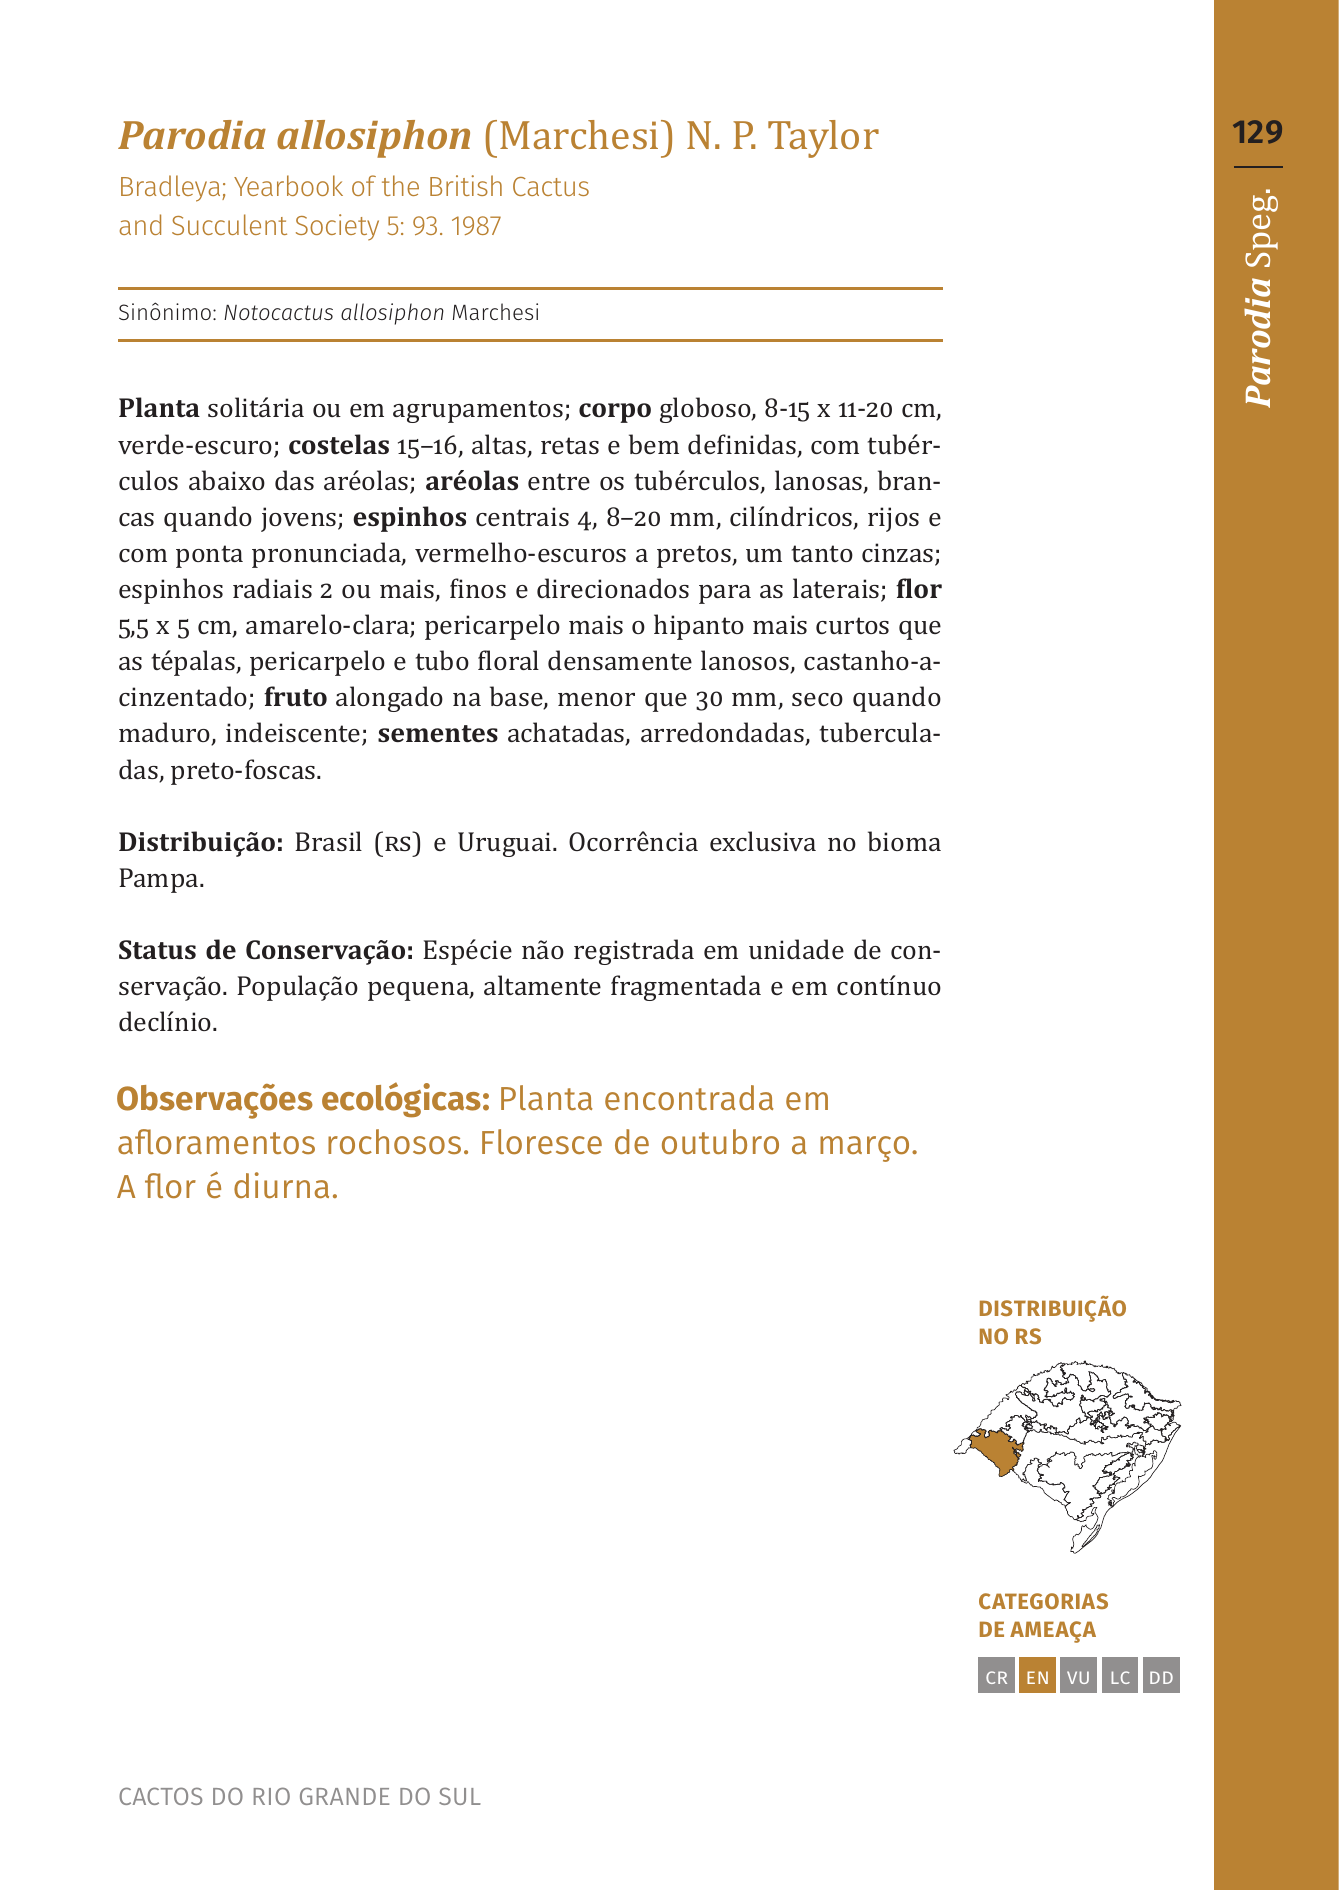 Parodia allosiphon (Marchesi) N. P. Taylor
Bradleya; Yearbook of the British Cactus
and Succulent Society 5: 93. 1987
Sinônimo: Notocactus allosiphon Marchesi
Planta solitária ou em agrupamentos; corpo globoso, 8-15 x 11-20 cm,
verde-escuro; costelas 15–16, altas, retas e bem definidas, com tubér-
culos abaixo das aréolas; aréolas entre os tubérculos, lanosas, bran-
cas quando jovens; espinhos centrais 4, 8–20 mm, cilíndricos, rijos e
com ponta pronunciada, vermelho-escuros a pretos, um tanto cinzas;
espinhos radiais 2 ou mais, finos e direcionados para as laterais; flor
5,5 x 5 cm, amarelo-clara; pericarpelo mais o hipanto mais curtos que
as tépalas, pericarpelo e tubo floral densamente lanosos, castanho-a-
cinzentado; fruto alongado na base, menor que 30 mm, seco quando
maduro, indeiscente; sementes achatadas, arredondadas, tubercula-
das, preto-foscas.
Distribuição: Brasil (RS) e Uruguai. Ocorrência exclusiva no bioma
Pampa.
Status de Conservação: Espécie não registrada em unidade de con-
servação. População pequena, altamente fragmentada e em contínuo
declínio.
Observações ecológicas: Planta encontrada em
afloramentos rochosos. Floresce de outubro a março.
A flor é diurna.
DISTRIBUIÇÃO
NO RS
CATEGORIAS
DE AMEAÇA
CR EN VU LC DD
CACTOS DO RIO GRANDE DO SUL
129
Parodia Speg.